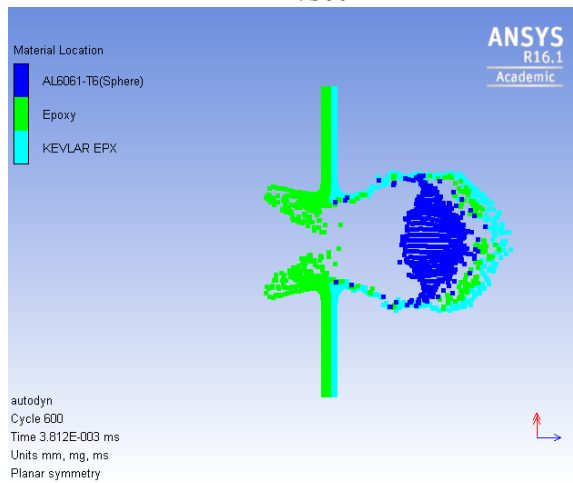 Material Location
AL6061-T6(Sphere)
Epoxy
KEVLAR EPX
ANSYS
R16.1
Academic
autodyn
Cycle 600
Time 3.812E-003 ms
Units mm, mg, ms
Planar symmetry